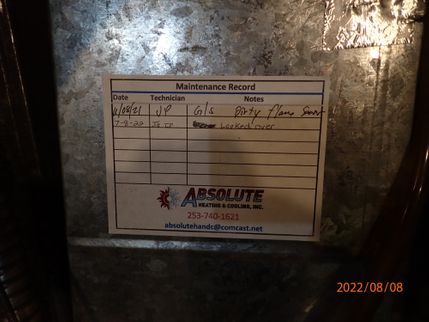 Maintenance Record
Date Technician Notes
6/08/21 JP G/S Dirty flame Sensor
7-8-22 Looked over
ABSOLUTE
HEATING & COOLING, INC.
253-740-1621
absolutehandc@comcast.net
2022/08/08